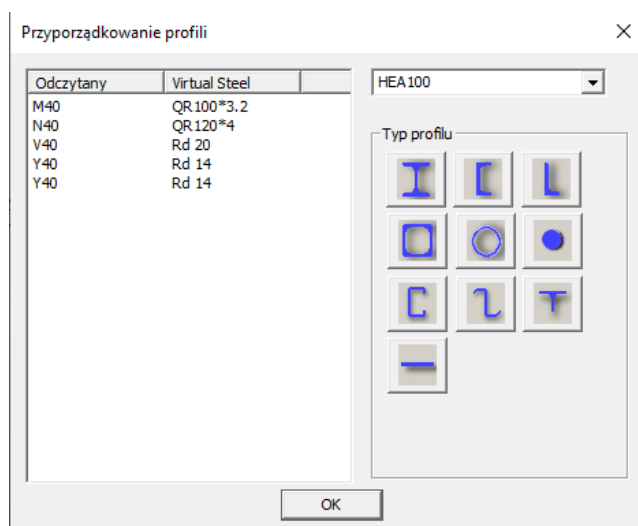 Przyporządkowanie profili
Odczytany Virtual Steel
M40 QR100*3.2
N40 QR120*4
V40 Rd 20
Y40 Rd 14
Y40 Rd 14
HEA100
Typ profilu
OK